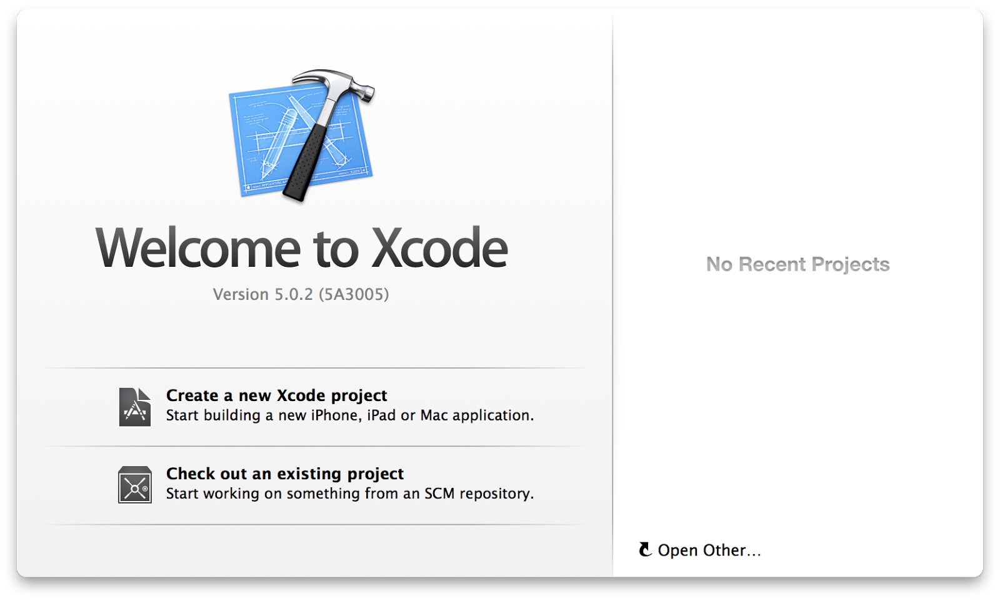 Welcome to Xcode
Version 5.0.2 (5A3005)
Create a new Xcode project
Start building a new iPhone, iPad or Mac application.
Check out an existing project
Start working on something from an SCM repository.
No Recent Projects
Open Other...